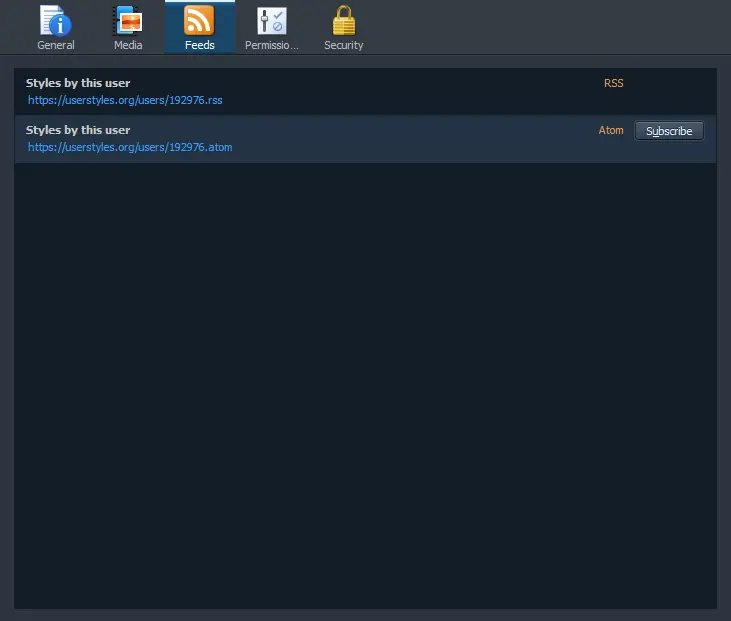 General
Media
Feeds
Permissio...
Security
Styles by this user
RSS
https://userstyles.org/users/192976.rss
Styles by this user
Atom
Subscribe
https://userstyles.org/users/192976.atom